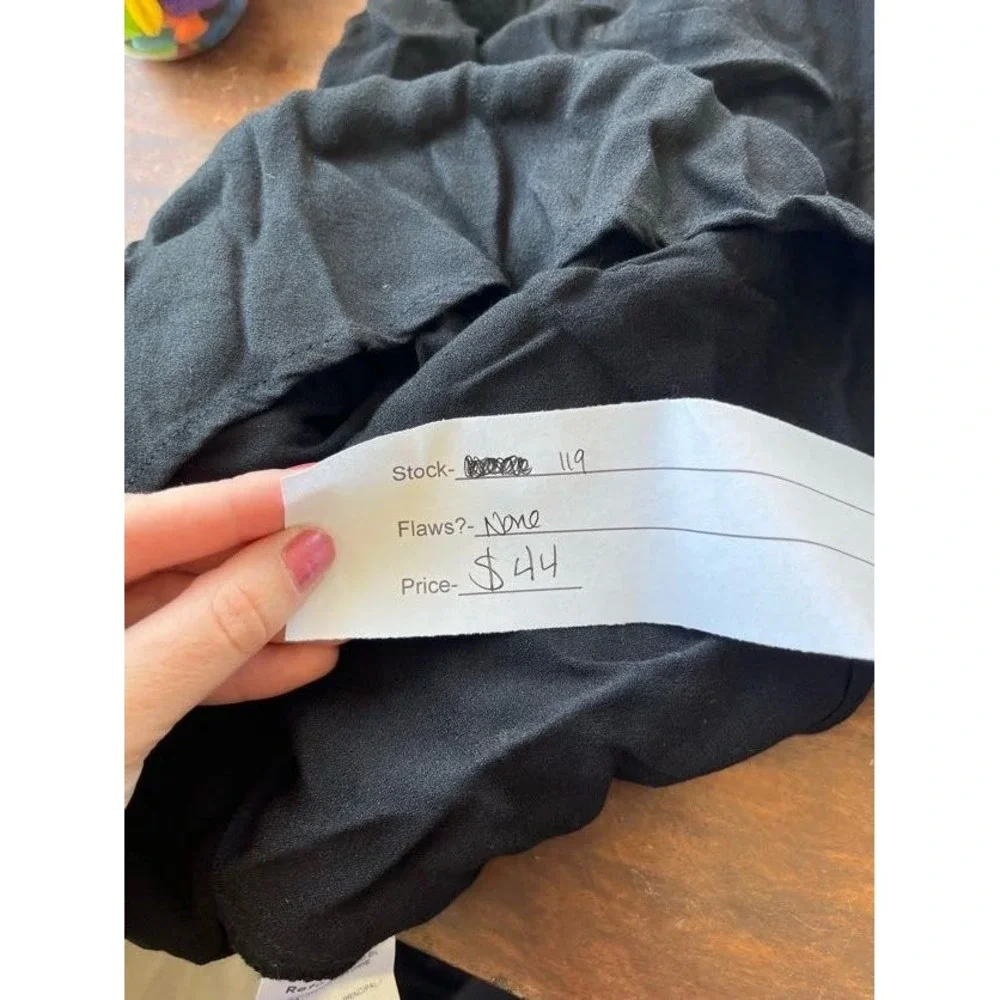 Stock- 119
Flaws?- None
Price- $44